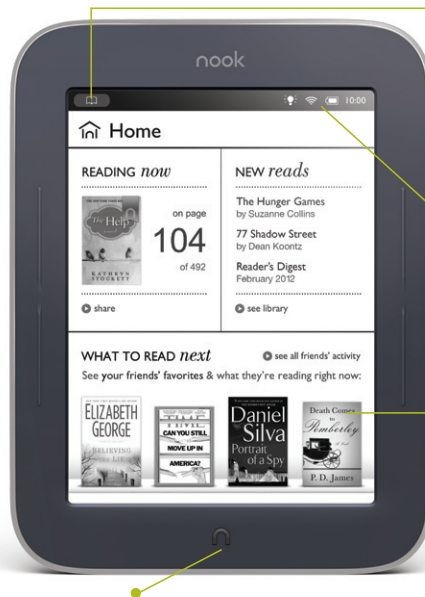 nook
10:00
Home
READING now
The Help
KATHRYN
STOCKETT
on page
104
of 492
share
NEW reads
The Hunger Games
by Suzanne Collins
77 Shadow Street
by Dean Koontz
Reader's Digest
February 2012
see library
WHAT TO READ next
see all friends' activity
See your friends' favorites & what they're reading right now:
ELIZABETH
GEORGE
BELIEVING
LIE
TIME
CAN YOU STILL
MOVE UP IN
AMERICA?
Daniel
Silva
Portrait
of a Spy
Death Comes
to
Pemberley
P. D. James